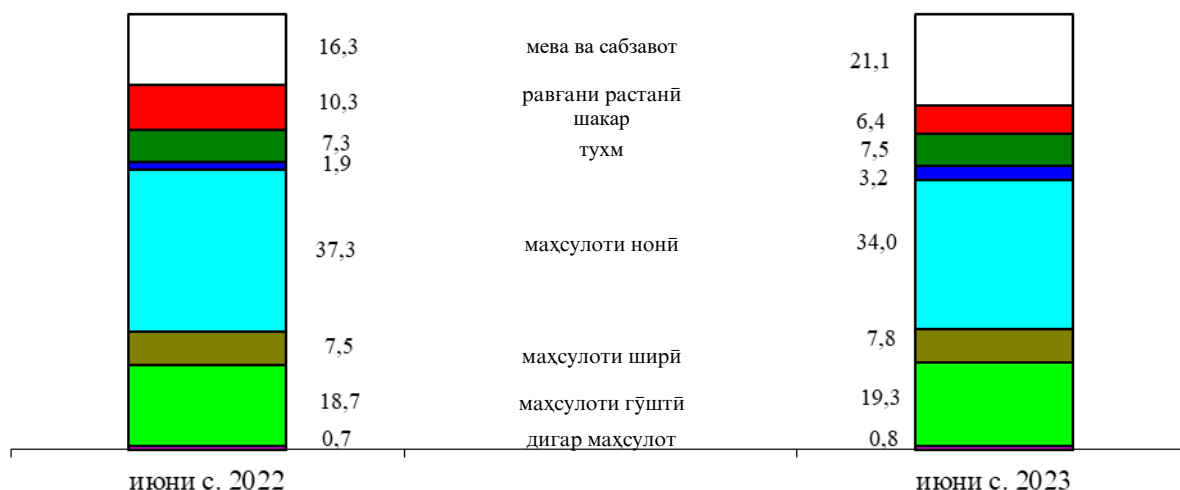 16,3 мева ва сабзавот 21,1
10,3 равғани растанӣ 6,4
шакар
7,3 тухм 7,5
1,9 3,2
37,3 маҳсулоти нонӣ 34,0
7,5 маҳсулоти ширӣ 7,8
18,7 маҳсулоти гӯштӣ 19,3
0,7 дигар маҳсулот 0,8
июни с. 2022 июни с. 2023